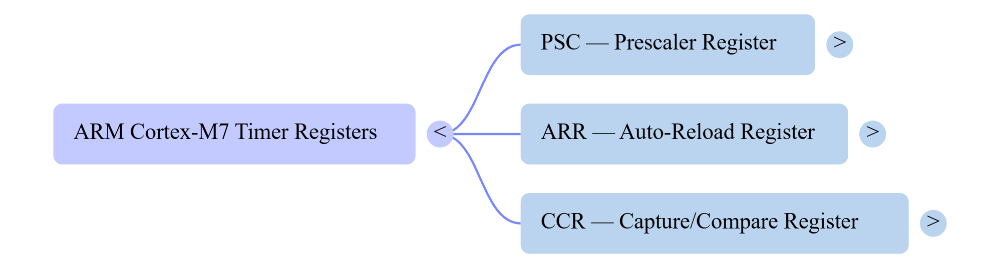 PSC — Prescaler Register
>
ARM Cortex-M7 Timer Registers
<
ARR — Auto-Reload Register
>
CCR — Capture/Compare Register
>